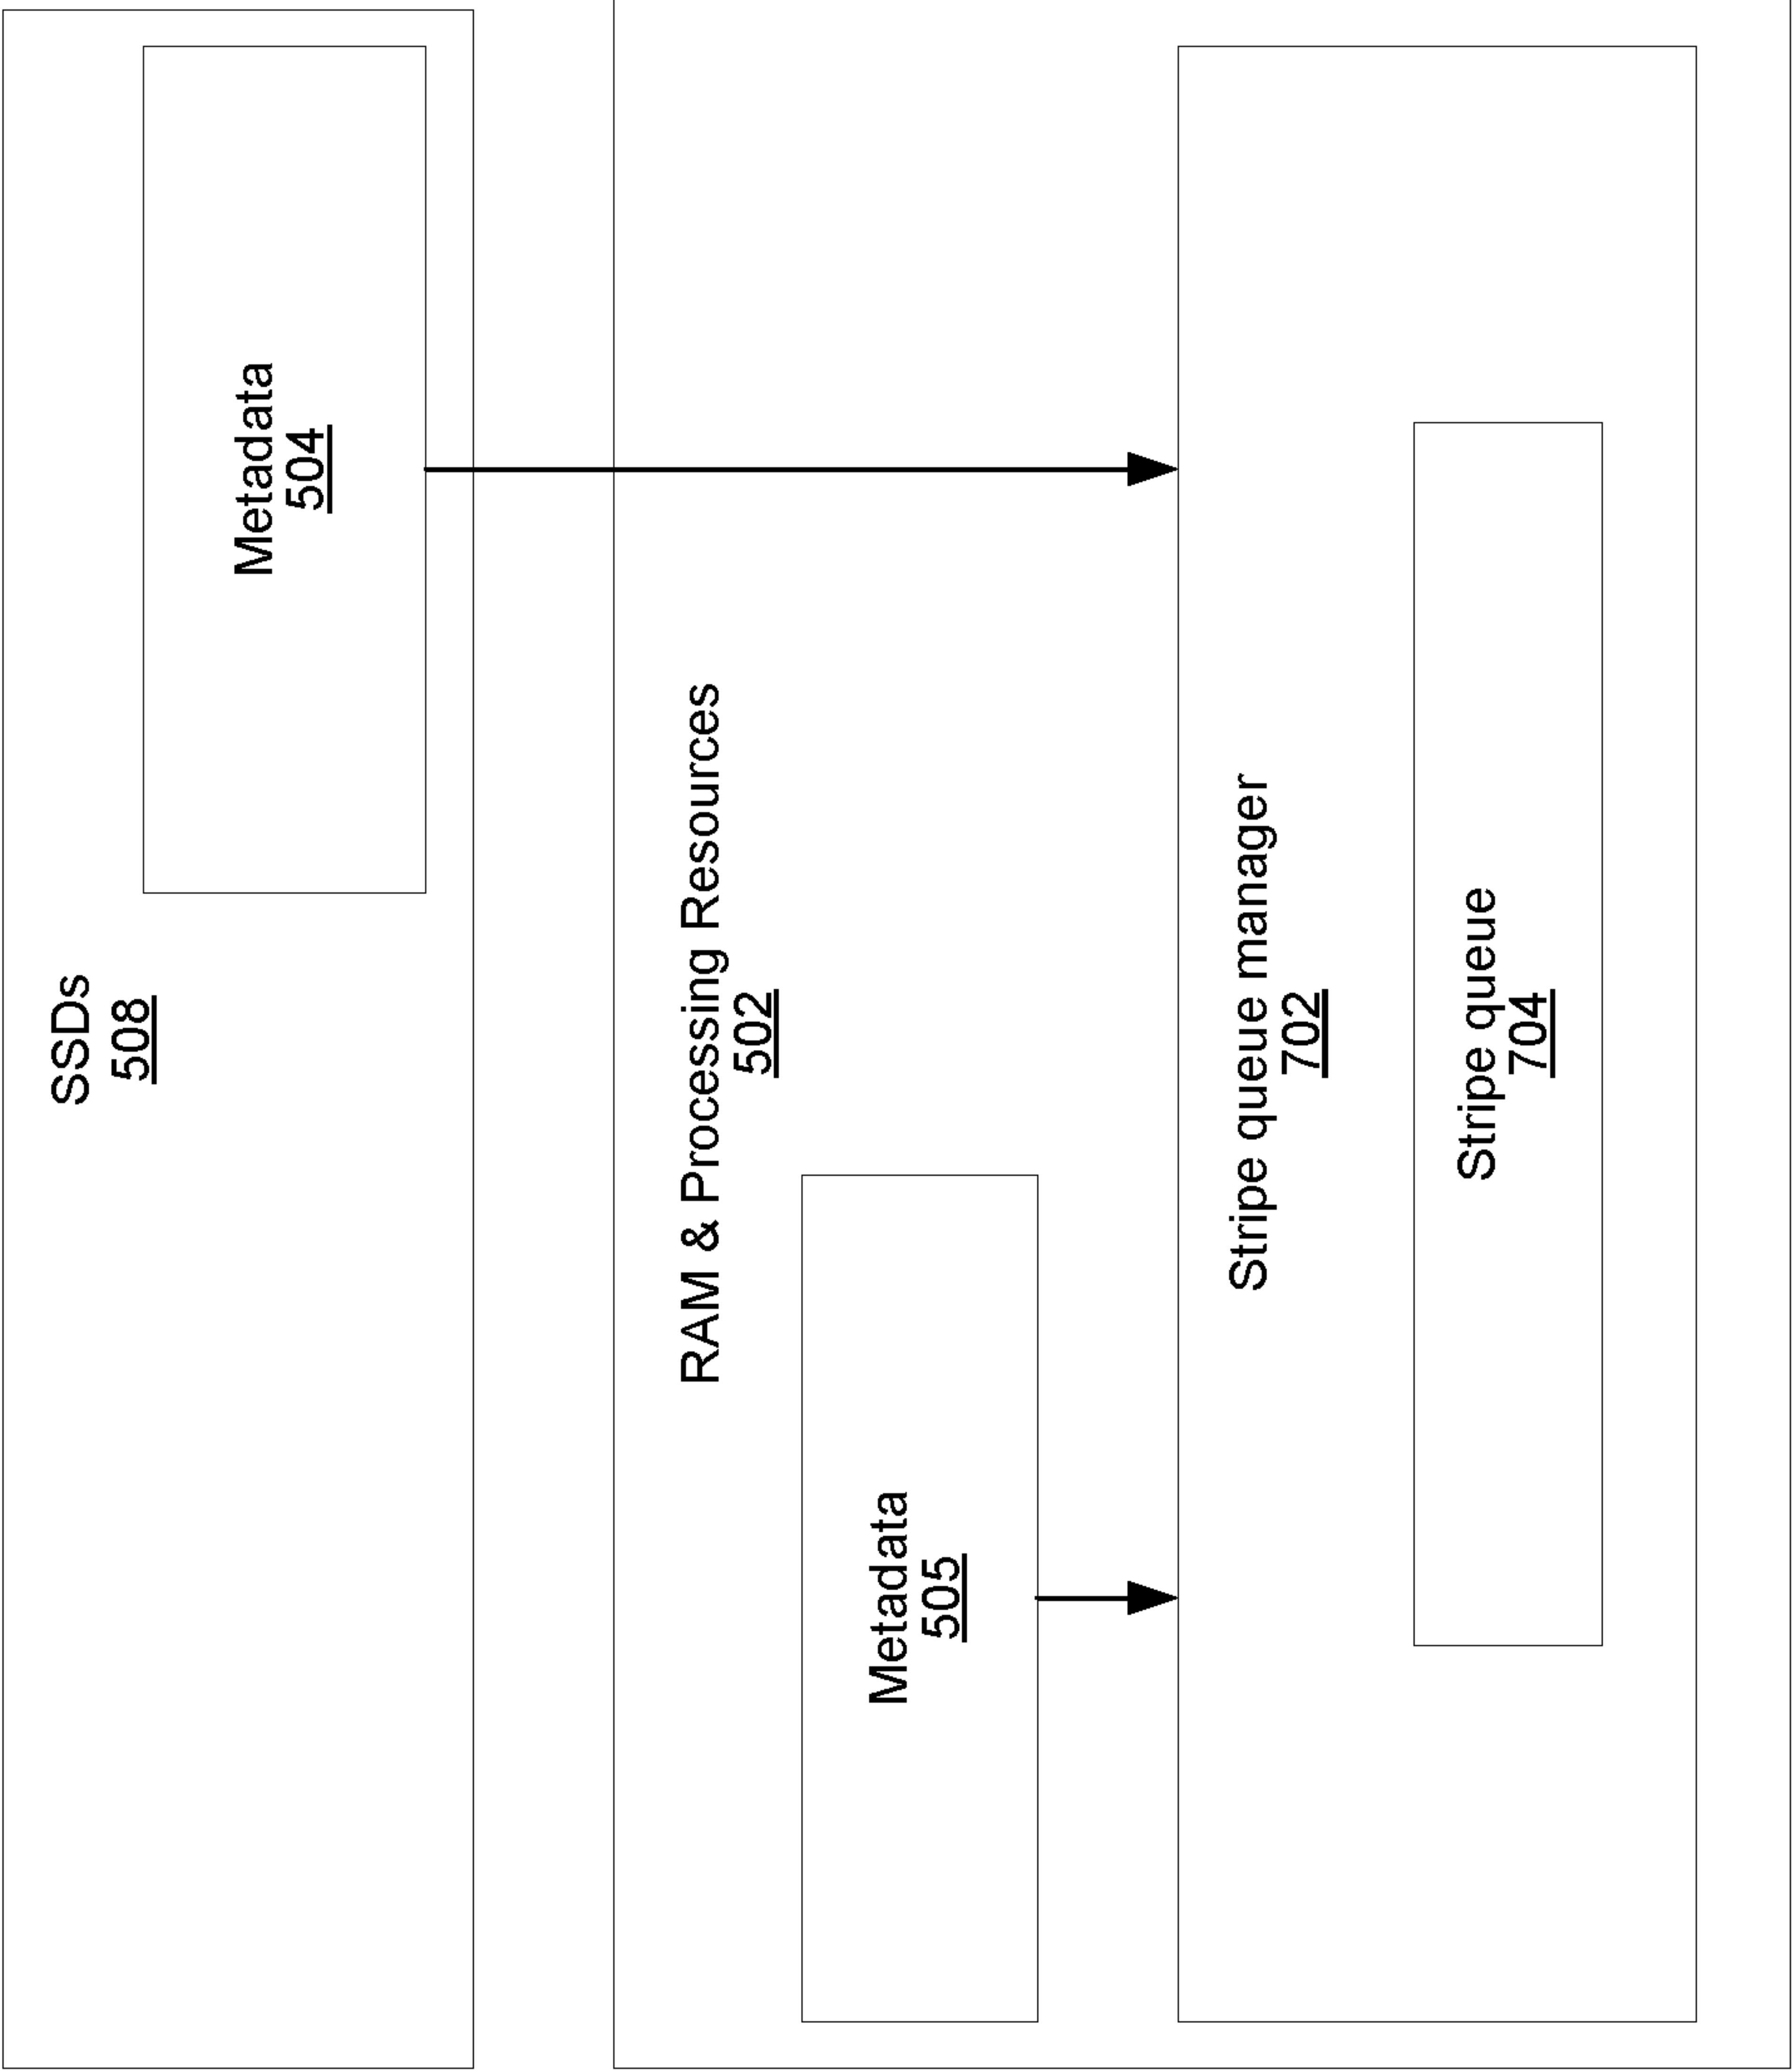 SSDs
508
Metadata
504
RAM & Processing Resources
502
Metadata
505
Stripe queue manager
702
Stripe queue
704